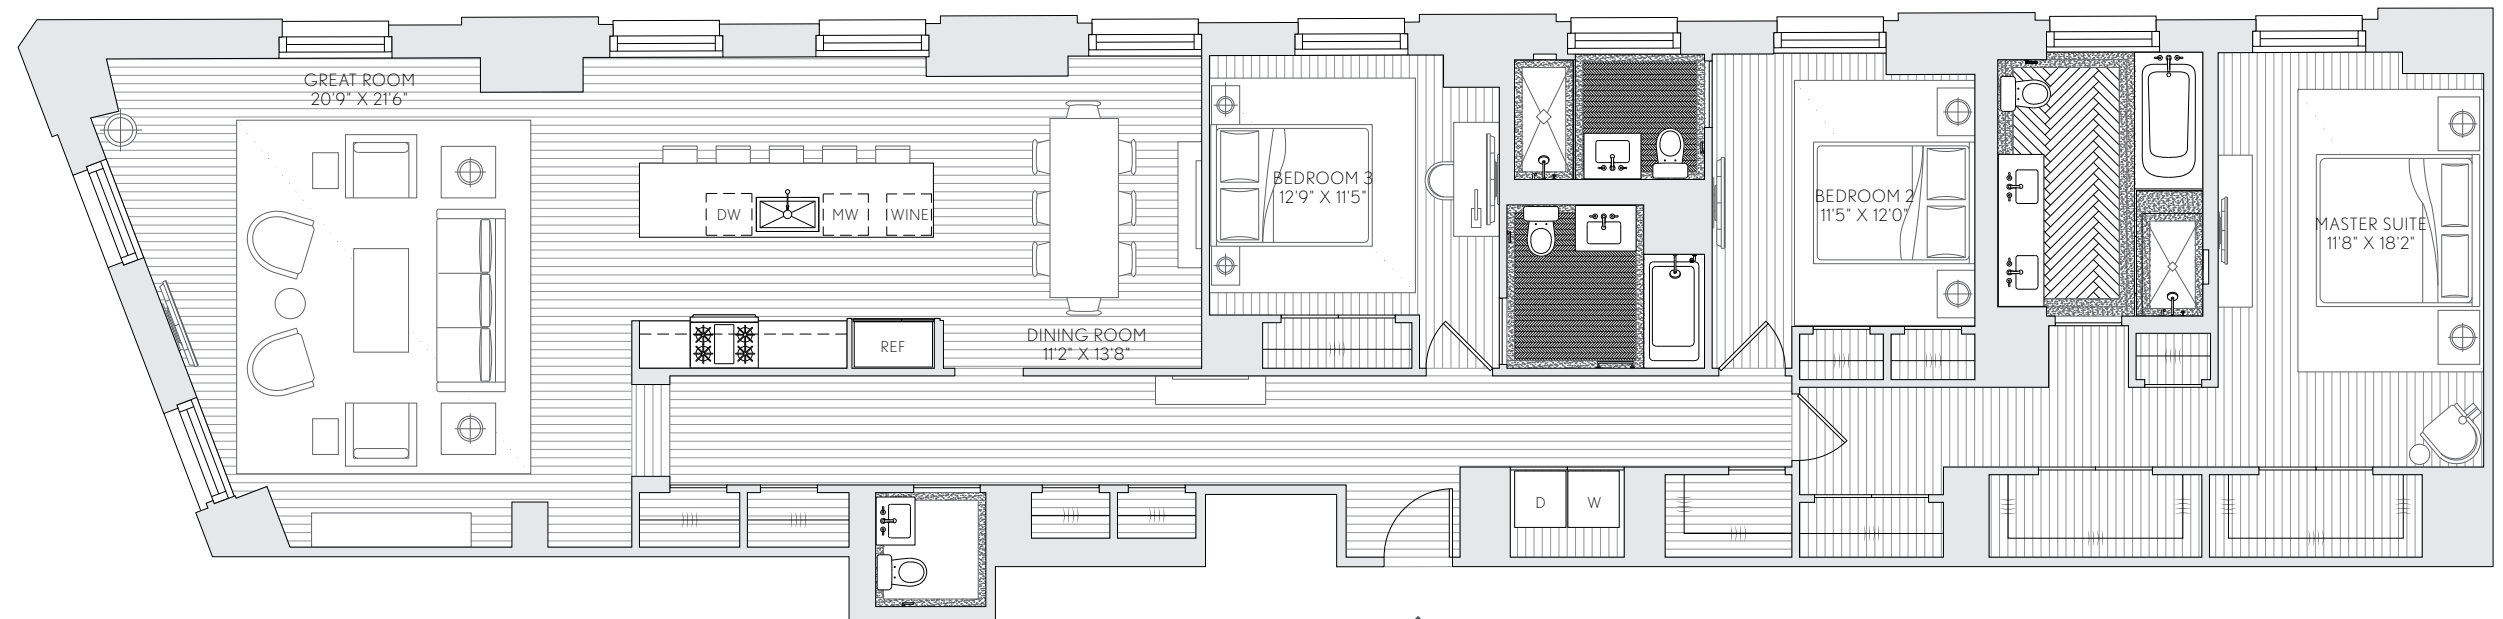 GREAT ROOM
20'9" X 21'6"
DW
MW
WINE
REF
DINING ROOM
11'2" X 13'8"
BEDROOM 3
12'9" X 11'5"
BEDROOM 2
11'5" X 12'0"
MASTER SUITE
11'8" X 18'2"
D
W